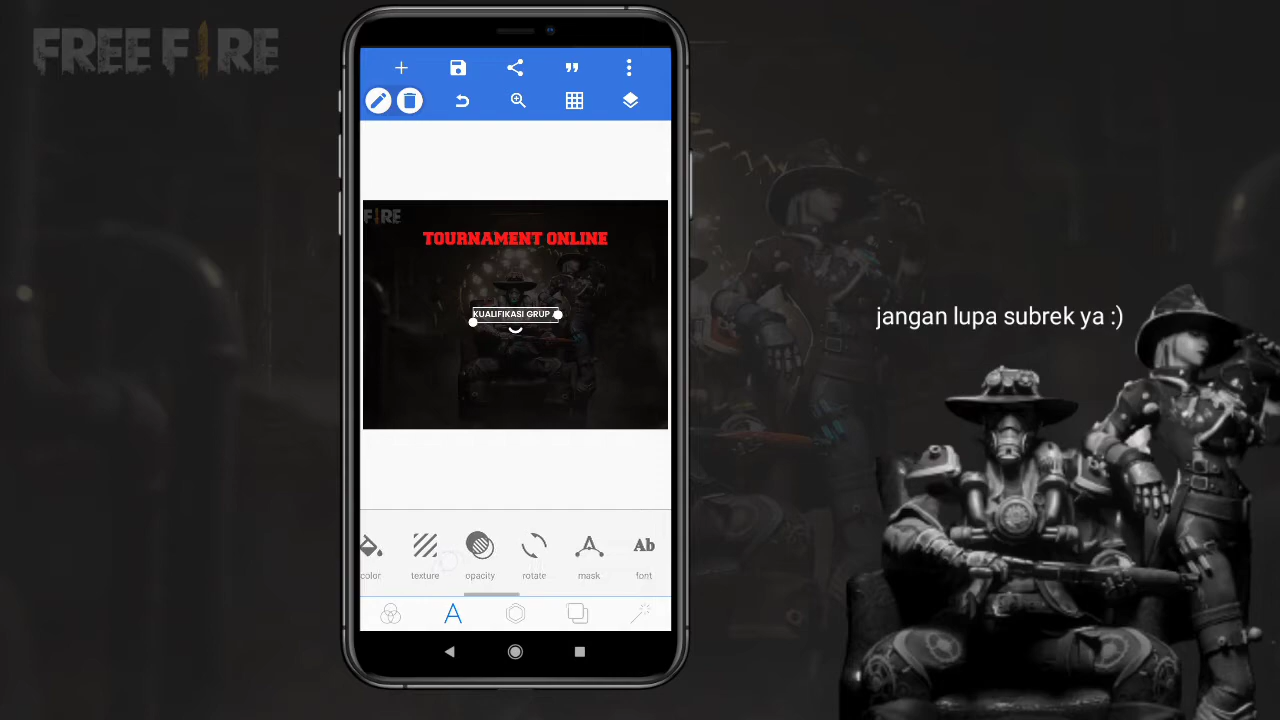 FREE FIRE
FIRE
TOURNAMENT ONLINE
KUALIFIKASI GRUP
jangan lupa subrek ya :)
color
texture
opacity
rotate
mask
Ab
font